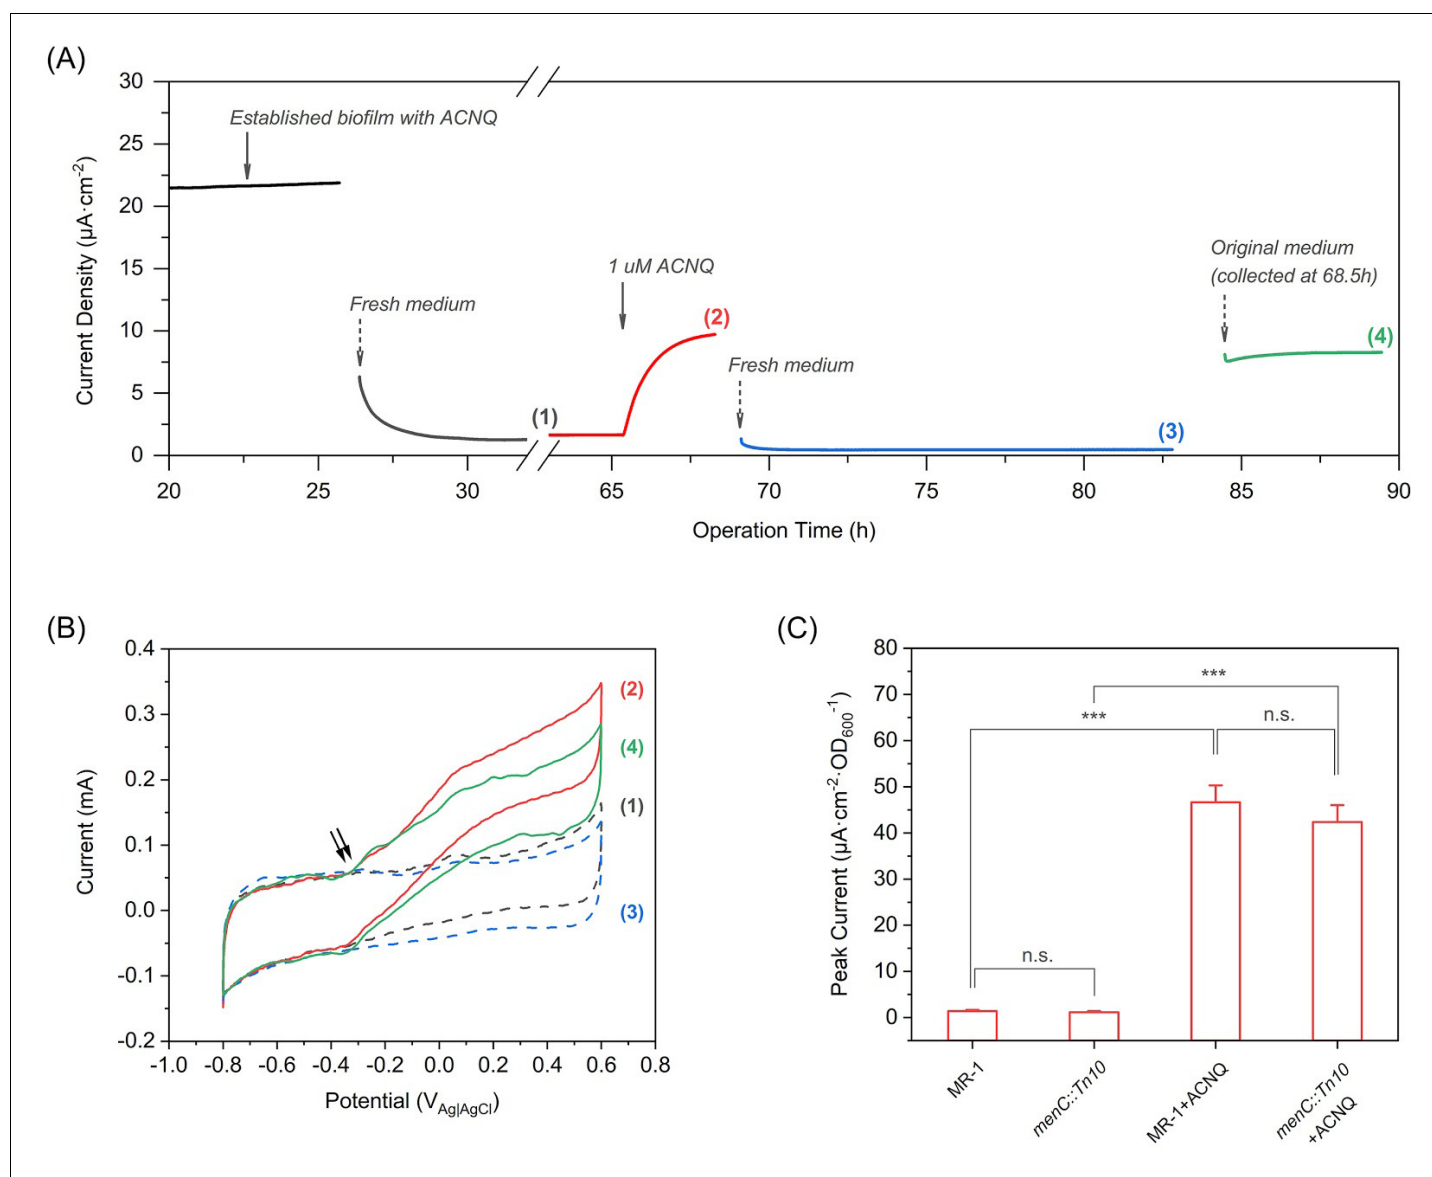 (A)
30
25
20
15
10
5
0
Current Density (μA·cm-2)
Established biofilm with ACNQ
Fresh medium
1 uM ACNQ
Fresh medium
Original medium
(collected at 68.5h)
(1)
(2)
(3)
(4)
20 25 30 65 70 75 80 85 90
Operation Time (h)
(B)
0.4
0.3
0.2
0.1
0.0
-0.1
-0.2
Current (mA)
(2)
(4)
(1)
(3)
-1.0 -0.8 -0.6 -0.4 -0.2 0.0 0.2 0.4 0.6 0.8
Potential (VAg|AgCl)
(C)
80
70
60
50
40
30
20
10
0
Peak Current (μA·cm-2·OD600-1)
***
***
n.s.
n.s.
MR-1
menC::Tn10
MR-1+ACNQ
menC::Tn10
+ACNQ